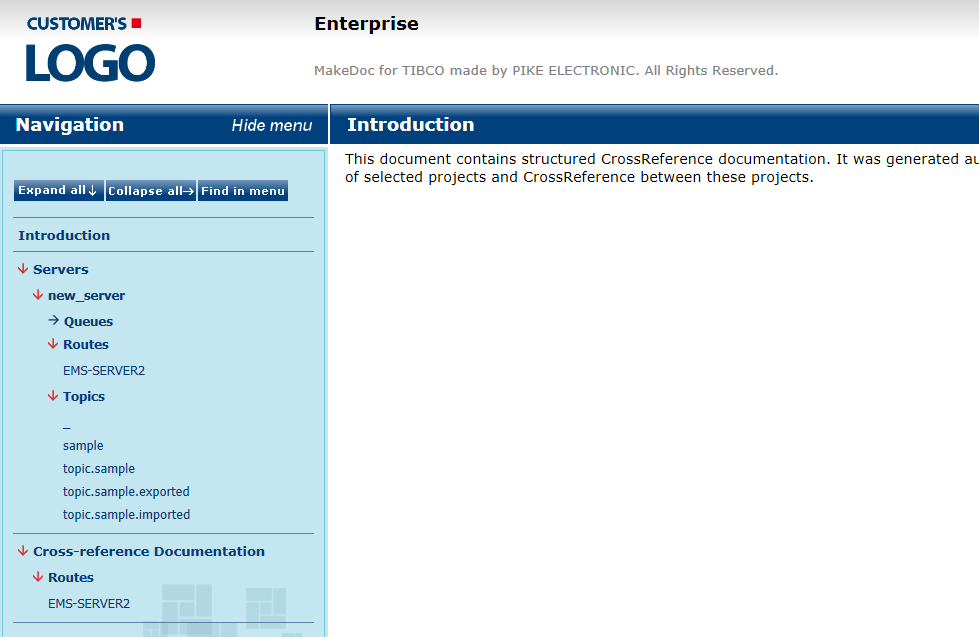 CUSTOMER'S
LOGO
Enterprise
MakeDoc for TIBCO made by PIKE ELECTRONIC. All Rights Reserved.
Navigation
Hide menu
Introduction
This document contains structured CrossReference documentation. It was generated au
of selected projects and CrossReference between these projects.
Expand all↓ Collapse all→ Find in menu
Introduction
Servers
new_server
Queues
Routes
EMS-SERVER2
Topics
_
sample
topic.sample
topic.sample.exported
topic.sample.imported
Cross-reference Documentation
Routes
EMS-SERVER2